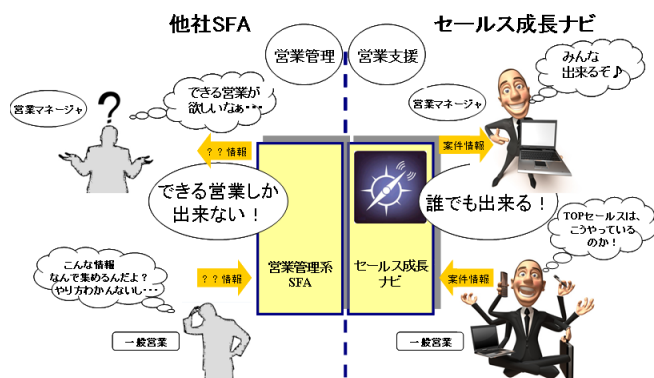 他社SFA
セールス成長ナビ
営業管理
営業支援
みんな
出来るぞ♪
できる営業が
欲しいなぁ・・・
営業マネージャ
?
営業マネージャ
？？情報
案件情報
できる営業しか
出来ない！
誰でも出来る！
TOPセールスは、
こうやっている
のか！
こんな情報
なんで集めるんだよ？
やり方わかんないし・・・
？？情報
営業管理系
SFA
セールス成長
ナビ
案件情報
一般営業
一般営業